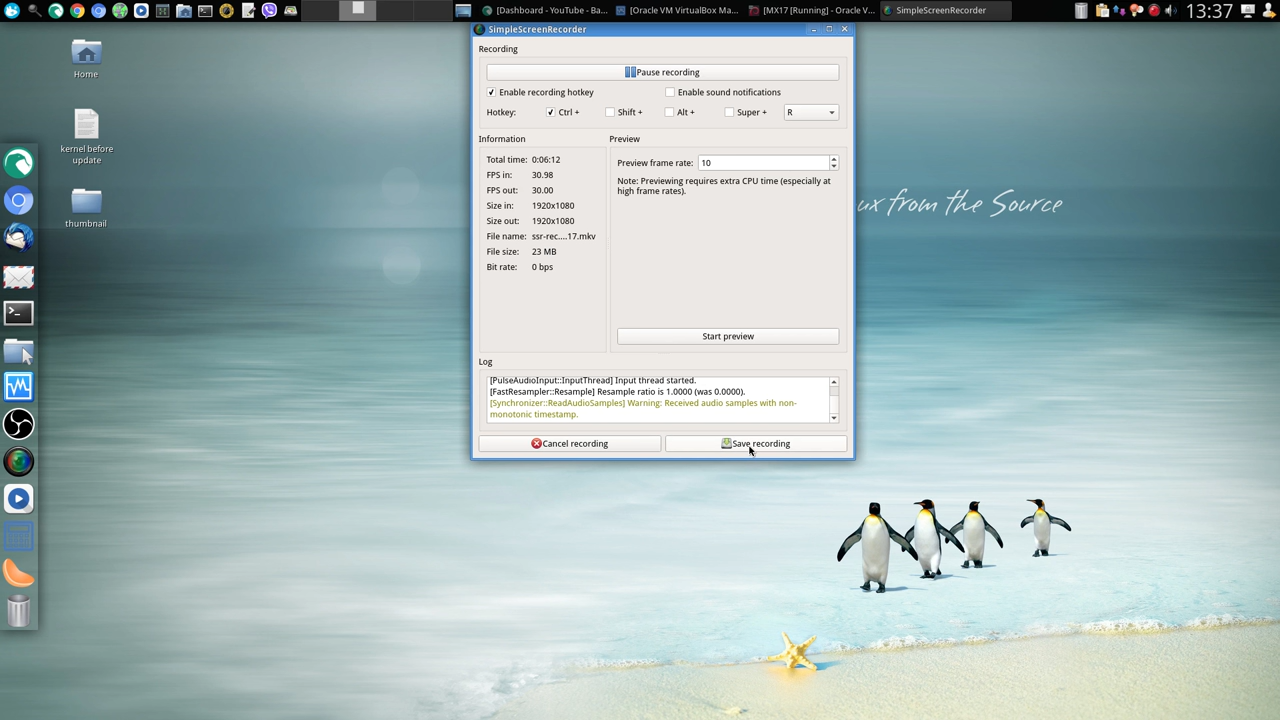 [Dashboard - YouTube - Ba...
[Oracle VM VirtualBox Ma...
[MX17 [Running] - Oracle V...
SimpleScreenRecorder
13:37
SimpleScreenRecorder
Recording
Pause recording
Enable recording hotkey
Enable sound notifications
Hotkey:
Ctrl +
Shift +
Alt +
Super +
R
Information
Total time: 0:06:12
FPS in: 30.98
FPS out: 30.00
Size in: 1920x1080
Size out: 1920x1080
File name: ssr-rec....17.mkv
File size: 23 MB
Bit rate: 0 bps
Preview
Preview frame rate: 10
Note: Previewing requires extra CPU time (especially at
high frame rates).
Start preview
Log
[PulseAudioInput::InputThread] Input thread started.
[FastResampler::Resample] Resample ratio is 1.0000 (was 0.0000).
[Synchronizer::ReadAudioSamples] Warning: Received audio samples with non-
monotonic timestamp.
Cancel recording
Save recording
Home
kernel before
update
thumbnail
ux from the Source